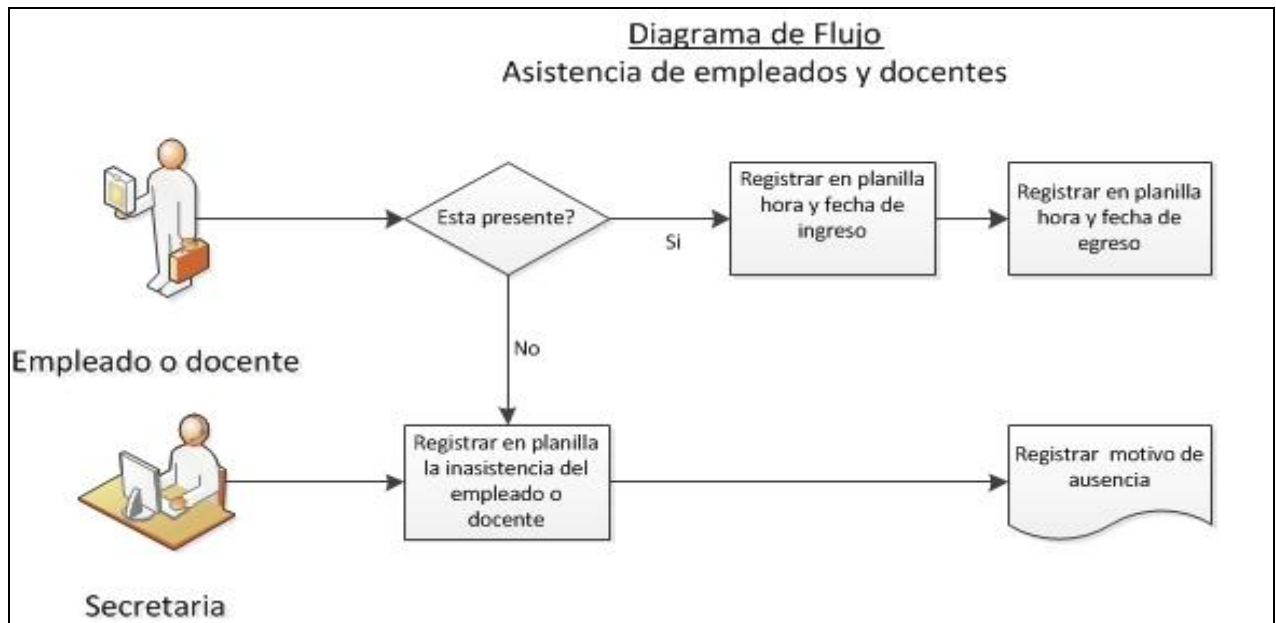 Diagrama de Flujo
Asistencia de empleados y docentes
Esta presente?
Si
Registrar en planilla
hora y fecha de
ingreso
Registrar en planilla
hora y fecha de
egreso
No
Empleado o docente
Registrar en planilla
la inasistencia del
empleado o
docente
Registrar motivo de
ausencia
Secretaria